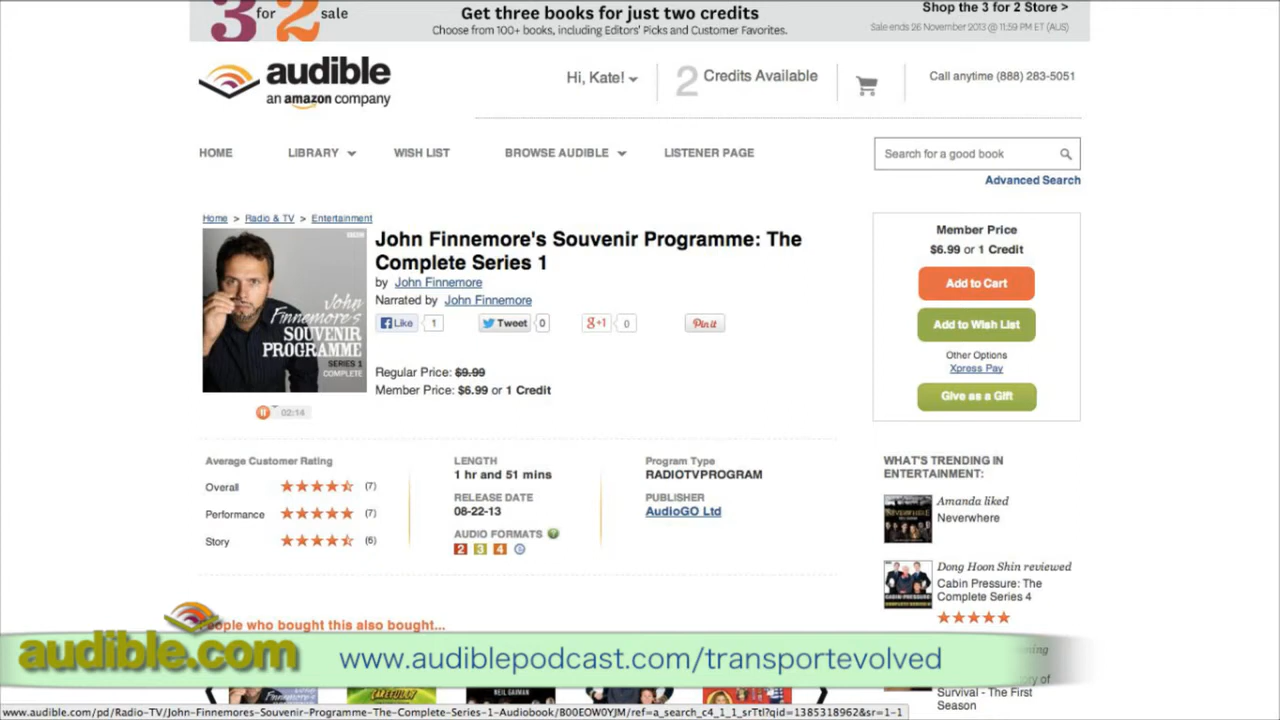 3 for 2 sale
Get three books for just two credits
Choose from 100+ books, including Editors' Picks and Customer Favorites.
Shop the 3 for 2 Store >
Sale ends 26 November 2013 @ 11:59 PM ET (AUS)
audible
an amazon company
Hi, Kate!
2 Credits Available
Call anytime (888) 283-5051
HOME
LIBRARY
WISH LIST
BROWSE AUDIBLE
LISTENER PAGE
Search for a good book
Advanced Search
Home > Radio & TV > Entertainment
BBC
John
Finnemore's
SOUVENIR
PROGRAMME
SERIES 1
COMPLETE
02:14
John Finnemore's Souvenir Programme: The
Complete Series 1
by John Finnemore
Narrated by John Finnemore
Like 1
Tweet 0
g+1 0
Pin it
Regular Price: $9.99
Member Price: $6.99 or 1 Credit
Member Price
$6.99 or 1 Credit
Add to Cart
Add to Wish List
Other Options
Xpress Pay
Give as a Gift
Average Customer Rating
Overall (7)
Performance (7)
Story (6)
LENGTH
1 hr and 51 mins
RELEASE DATE
08-22-13
AUDIO FORMATS ?
2 3 4 e
Program Type
RADIOTVPROGRAM
PUBLISHER
AudioGO Ltd
WHAT'S TRENDING IN
ENTERTAINMENT:
NEVERWHERE
Amanda liked
Neverwhere
CABIN PRESSURE
Dong Hoon Shin reviewed
Cabin Pressure: The
Complete Series 4
People who bought this also bought...
audible.com
www.audiblepodcast.com/transportevolved
Survival - The First
Season
NEIL GAIMAN
www.audible.com/pd/Radio-TV/John-Finnemores-Souvenir-Programme-The-Complete-Series-1-Audiobook/B00EOW0YJM/ref=a_search_c4_1_1_srTtl?qid=1385318962&sr=1-1